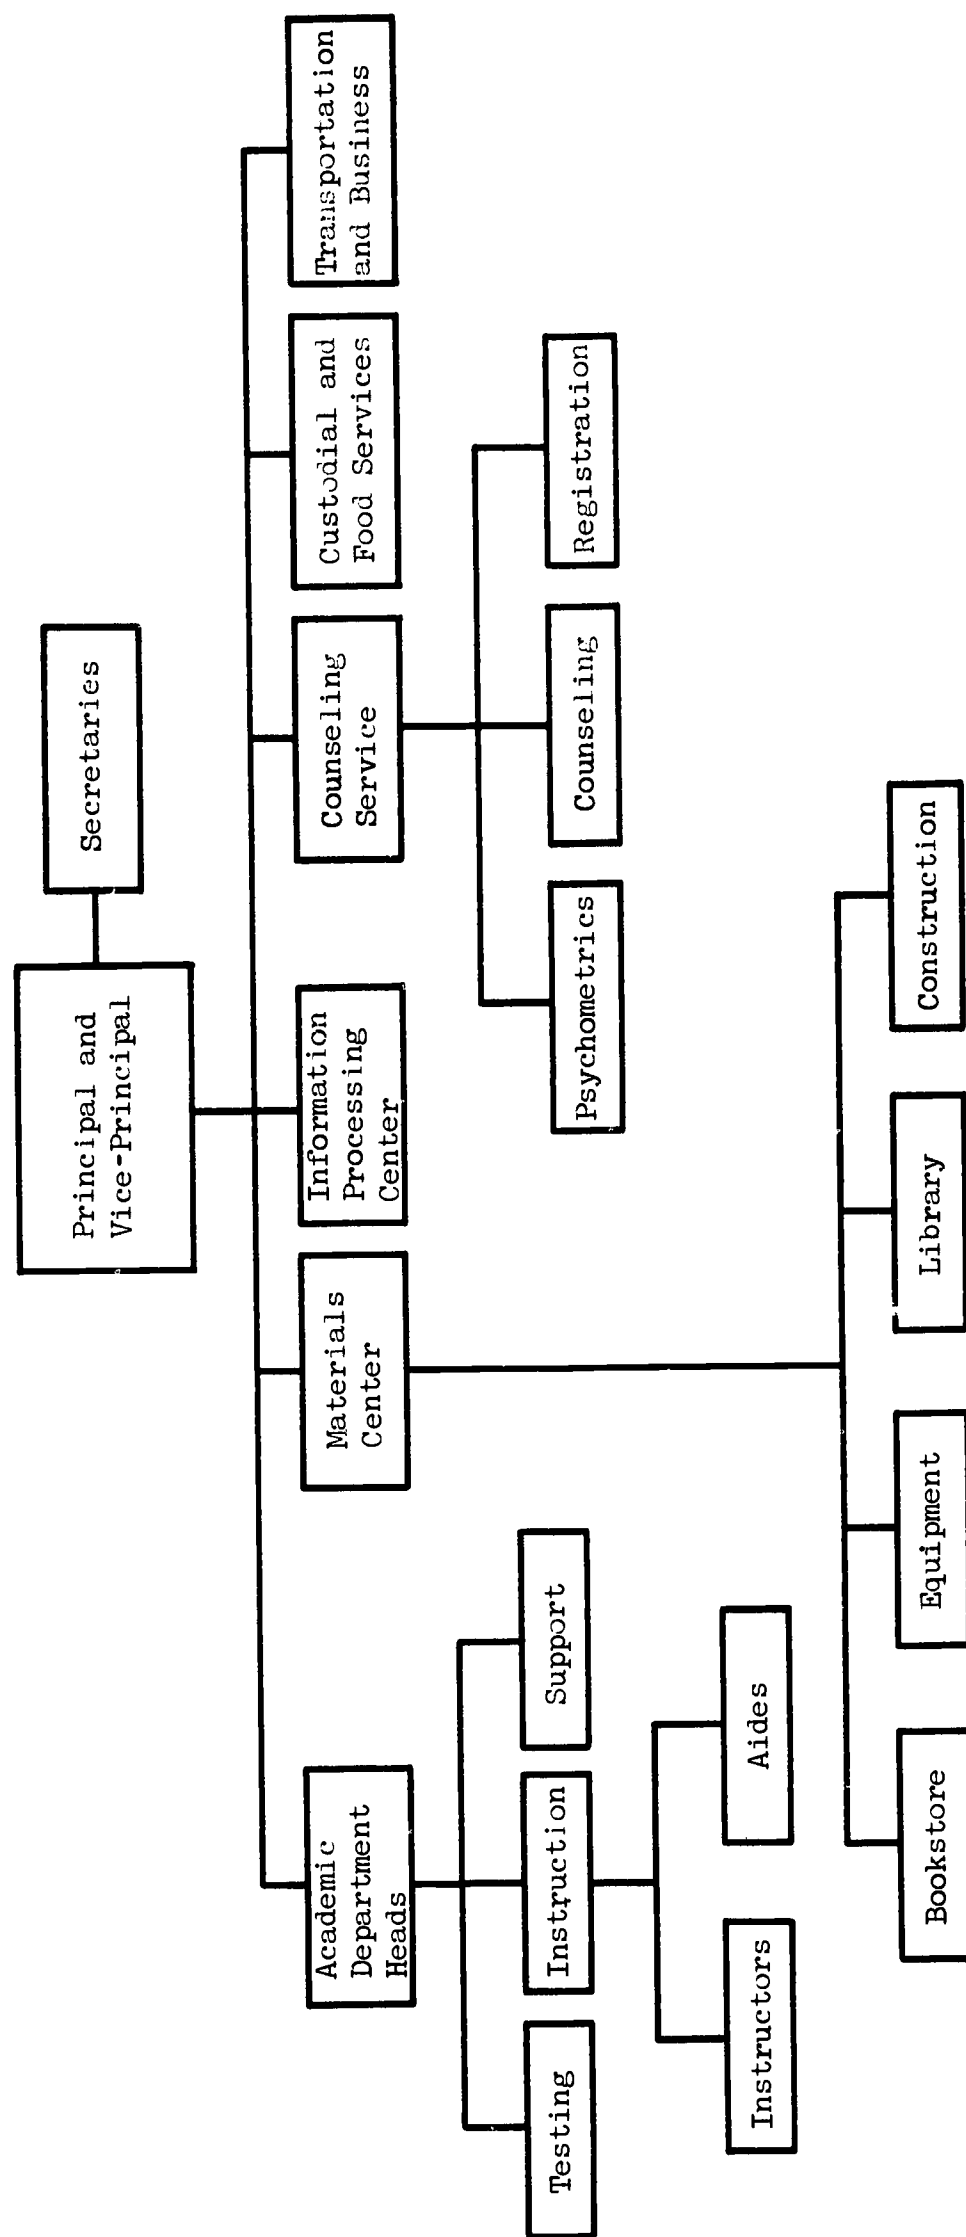 Principal and
Vice-Principal
Secretaries
Academic
Department
Heads
Materials
Center
Information
Processing
Center
Counseling
Service
Custodial and
Food Services
Transportation
and Business
Testing
Instruction
Support
Psychometrics
Counseling
Registration
Instructors
Aides
Bookstore
Equipment
Library
Construction